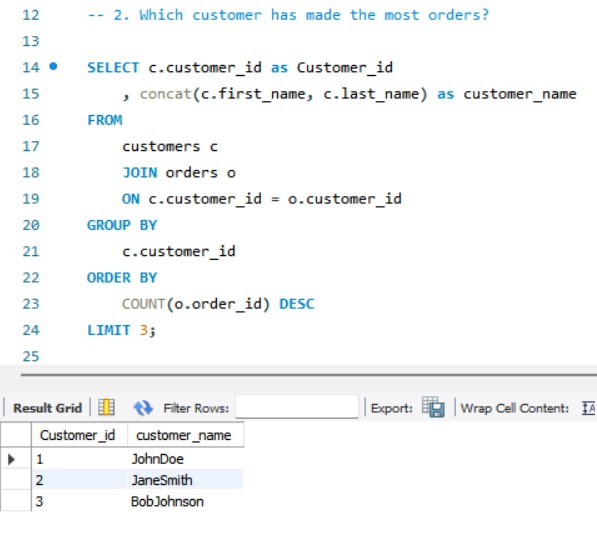 12 -- 2. Which customer has made the most orders?
13
14 SELECT c.customer_id as Customer_id
15 , concat(c.first_name, c.last_name) as customer_name
16 FROM
17 customers c
18 JOIN orders o
19 ON c.customer_id = o.customer_id
20 GROUP BY
21 c.customer_id
22 ORDER BY
23 COUNT(o.order_id) DESC
24 LIMIT 3;
25
Result Grid Filter Rows: Export: Wrap Cell Content: IA
Customer_id customer_name
1 JohnDoe
2 JaneSmith
3 BobJohnson